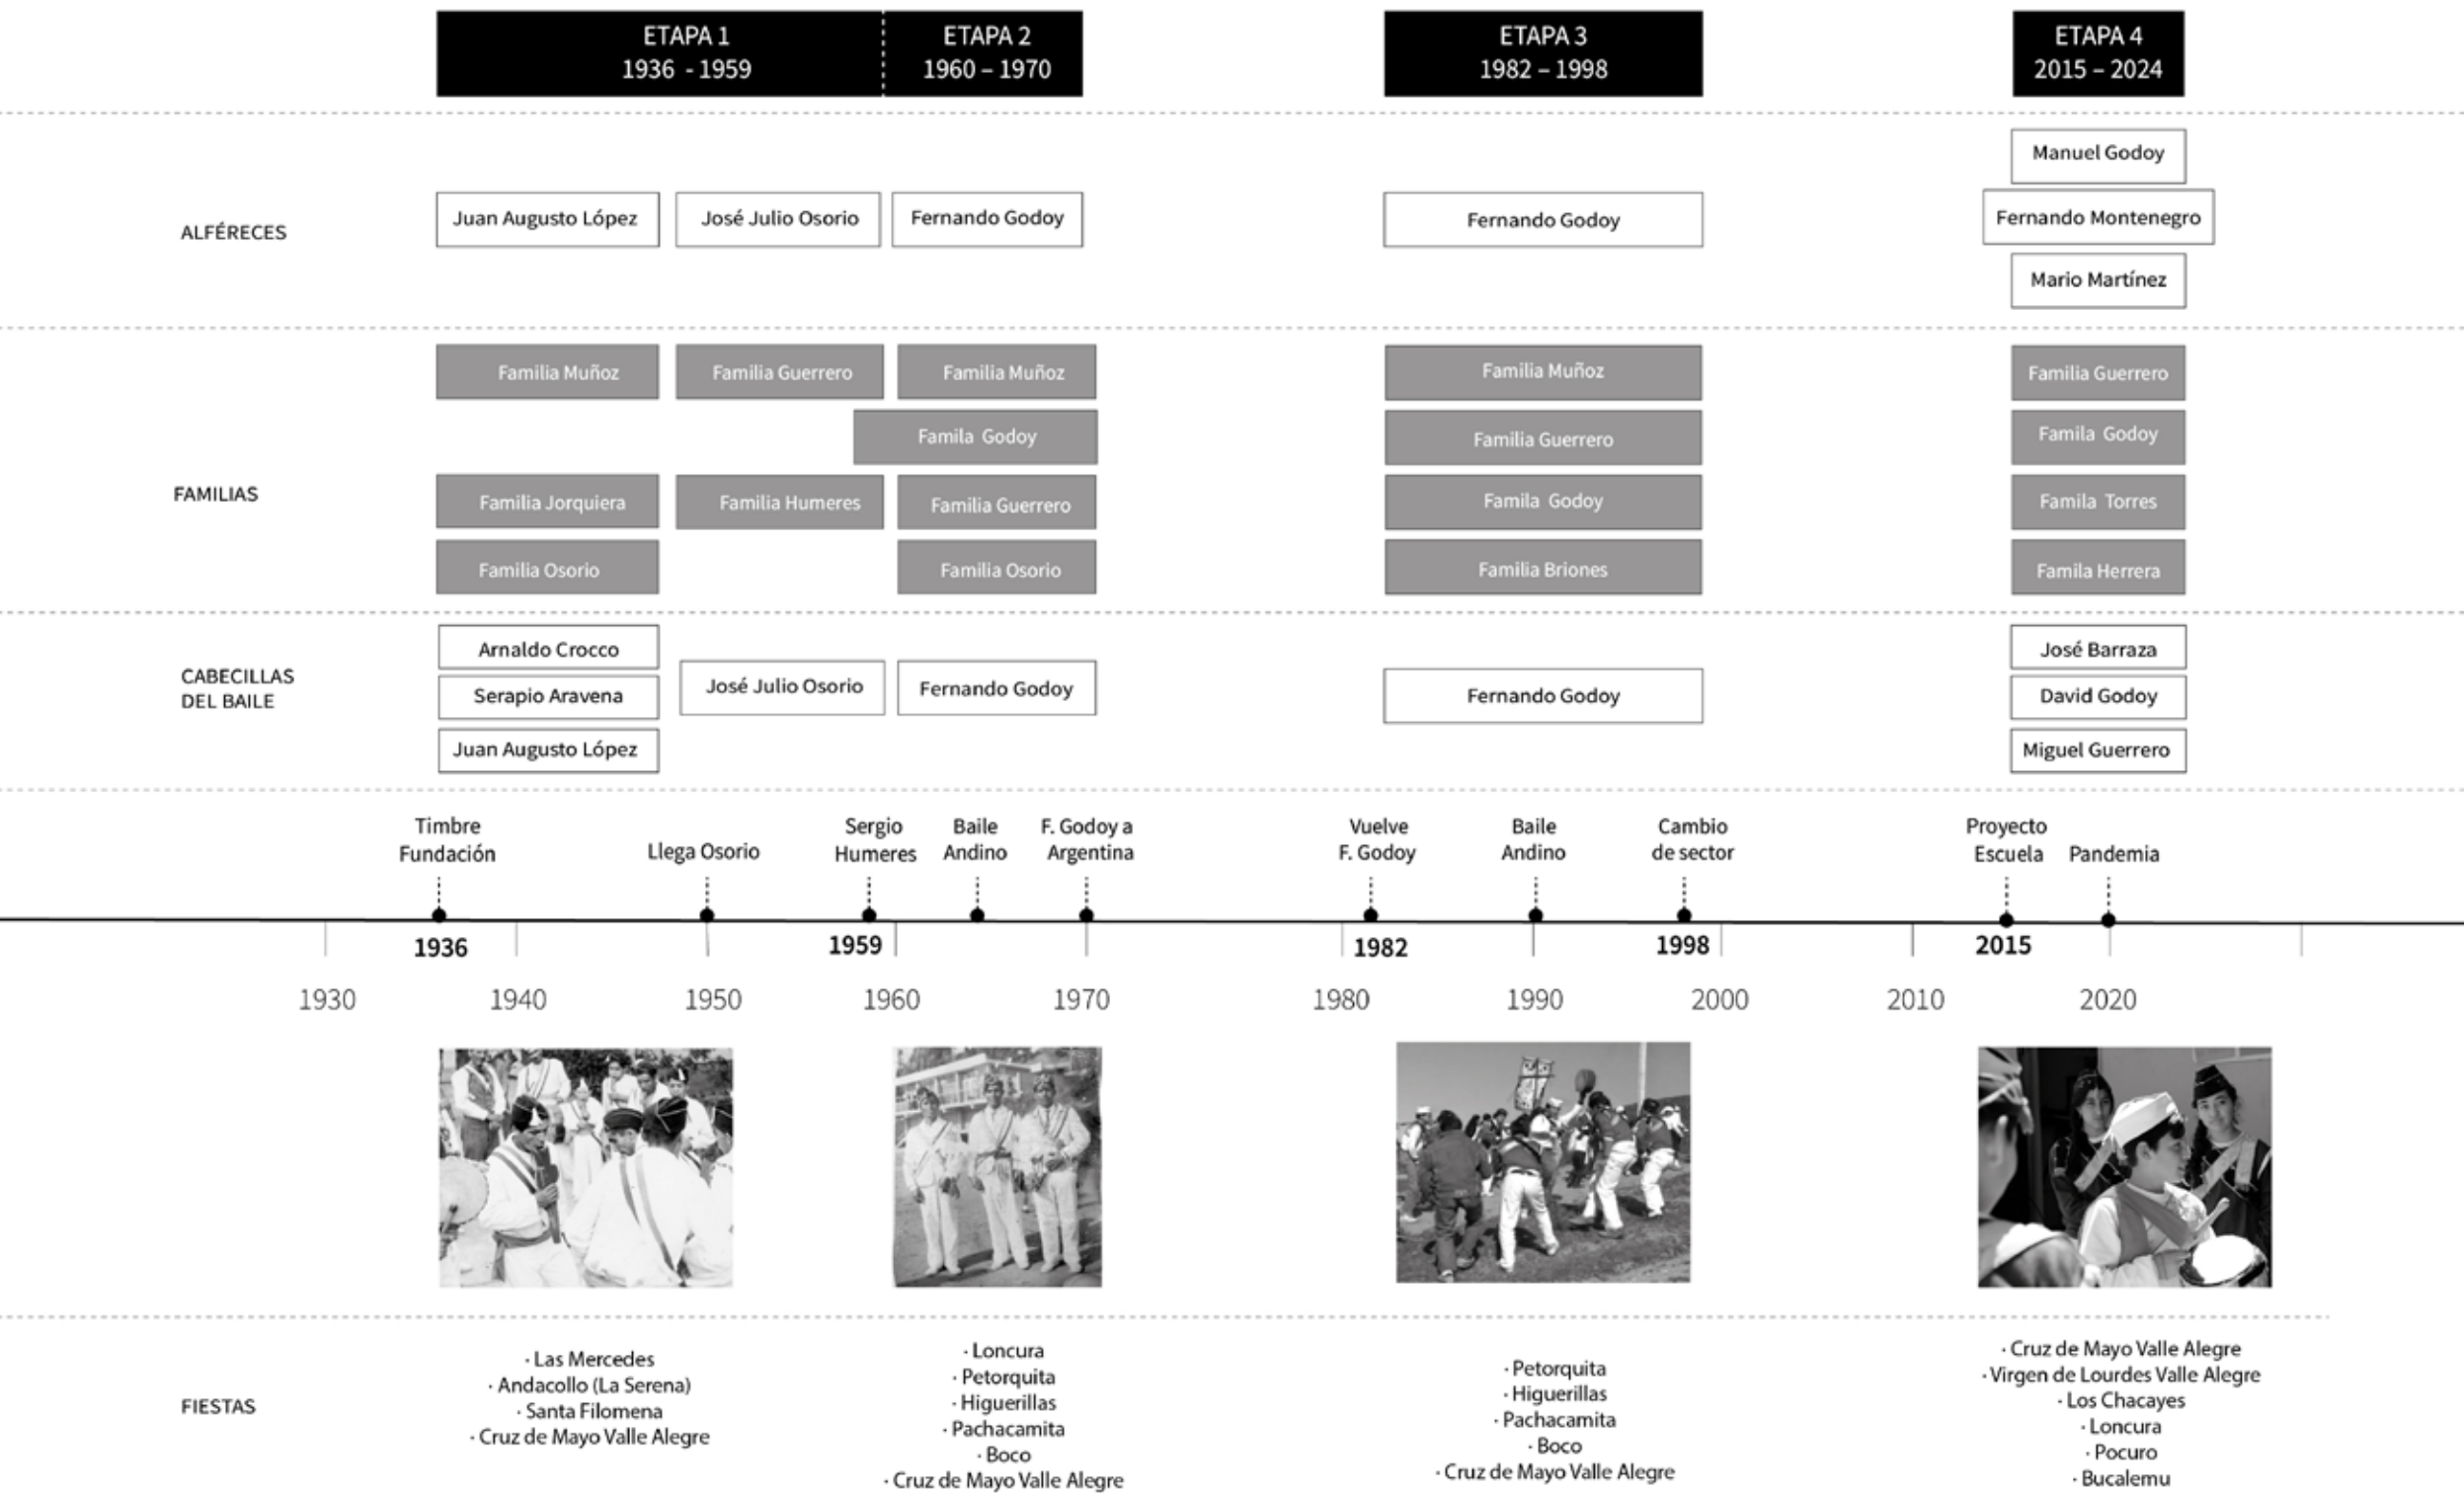 ETAPA 1
1936 - 1959
ETAPA 2
1960 – 1970
ETAPA 3
1982 – 1998
ETAPA 4
2015 – 2024
ALFÉRECES
Juan Augusto López
José Julio Osorio
Fernando Godoy
Fernando Godoy
Manuel Godoy
Fernando Montenegro
Mario Martínez
FAMILIAS
Familia Muñoz
Familia Guerrero
Familia Muñoz
Familia Muñoz
Familia Guerrero
Famila Godoy
Familia Guerrero
Famila Godoy
Familia Jorquiera
Familia Humeres
Familia Guerrero
Famila Godoy
Famila Torres
Familia Osorio
Familia Osorio
Familia Briones
Famila Herrera
CABECILLAS
DEL BAILE
Arnaldo Crocco
Serapio Aravena
Juan Augusto López
José Julio Osorio
Fernando Godoy
Fernando Godoy
José Barraza
David Godoy
Miguel Guerrero
Timbre
Fundación
Llega Osorio
Sergio
Humeres
Baile
Andino
F. Godoy a
Argentina
Vuelve
F. Godoy
Baile
Andino
Cambio
de sector
Proyecto
Escuela
Pandemia
1936
1959
1982
1998
2015
1930
1940
1950
1960
1970
1980
1990
2000
2010
2020
FIESTAS
· Las Mercedes
· Andacollo (La Serena)
· Santa Filomena
· Cruz de Mayo Valle Alegre
· Loncura
· Petorquita
· Higuerillas
· Pachacamita
· Boco
· Cruz de Mayo Valle Alegre
· Petorquita
· Higuerillas
· Pachacamita
· Boco
· Cruz de Mayo Valle Alegre
· Cruz de Mayo Valle Alegre
· Virgen de Lourdes Valle Alegre
· Los Chacayes
· Loncura
· Pocuro
· Bucalemu